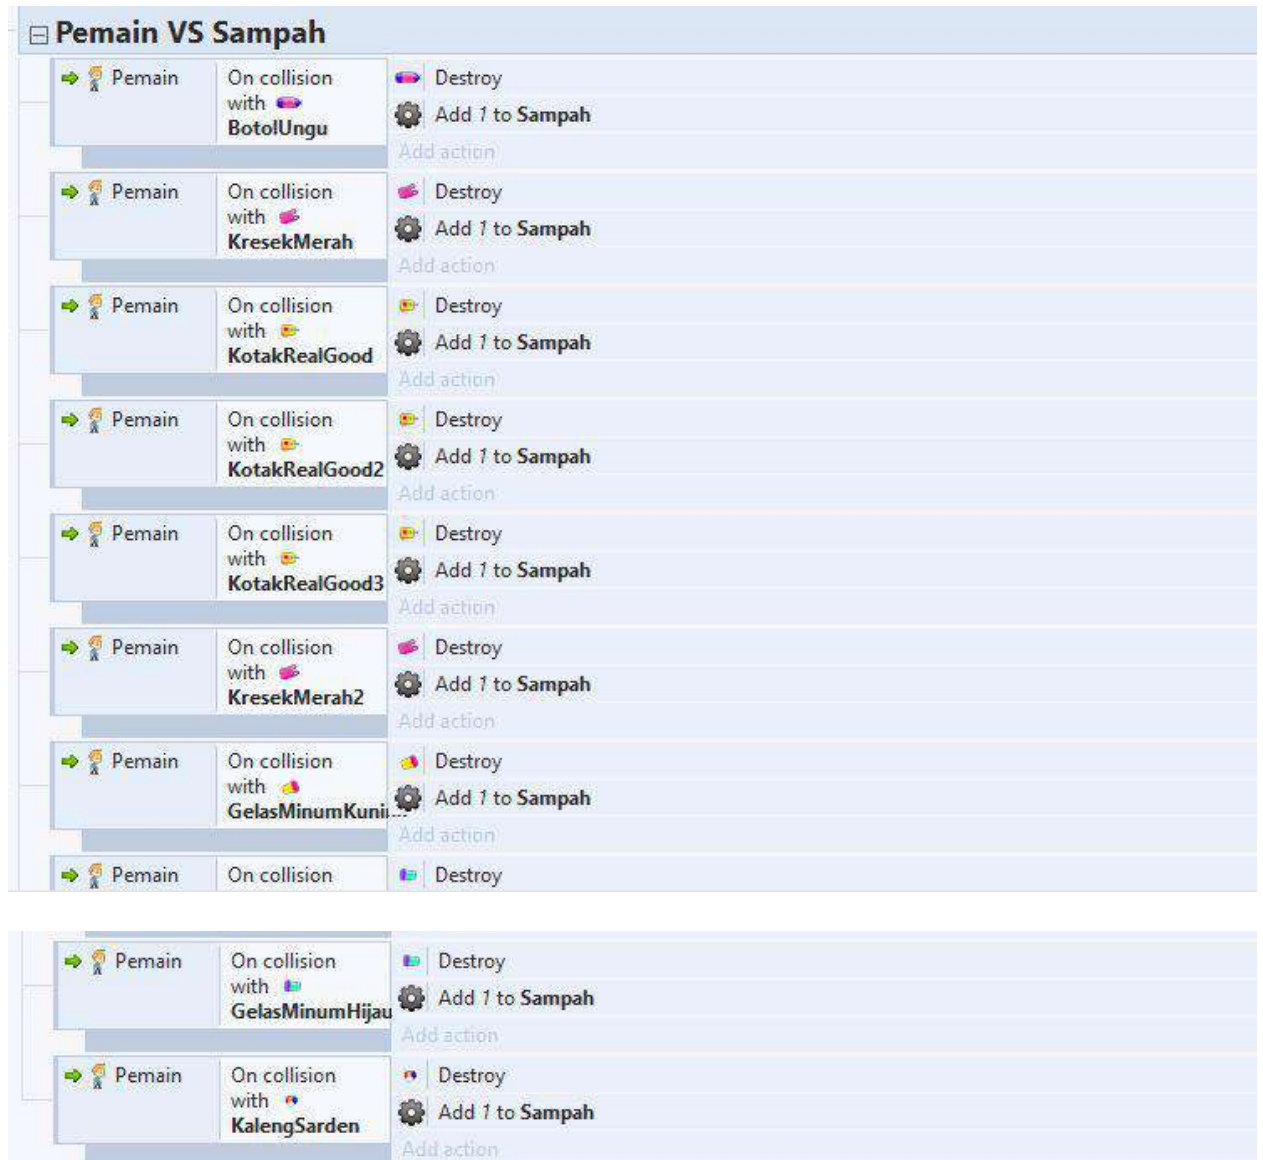 Pemain VS Sampah
Pemain On collision Destroy
with
BotolUngu
Add 1 to Sampah
Add action
Pemain On collision Destroy
with
KresekMerah
Add 1 to Sampah
Add action
Pemain On collision Destroy
with
KotakRealGood
Add 1 to Sampah
Add action
Pemain On collision Destroy
with
KotakRealGood2
Add 1 to Sampah
Add action
Pemain On collision Destroy
with
KotakRealGood3
Add 1 to Sampah
Add action
Pemain On collision Destroy
with
KresekMerah2
Add 1 to Sampah
Add action
Pemain On collision Destroy
with
Add 1 to Sampah
Add action
Pemain On collision Destroy
Pemain On collision Destroy
with
GelasMinumHijau
Add 1 to Sampah
Add action
Pemain On collision Destroy
with
KalengSarden
Add 1 to Sampah
Add action